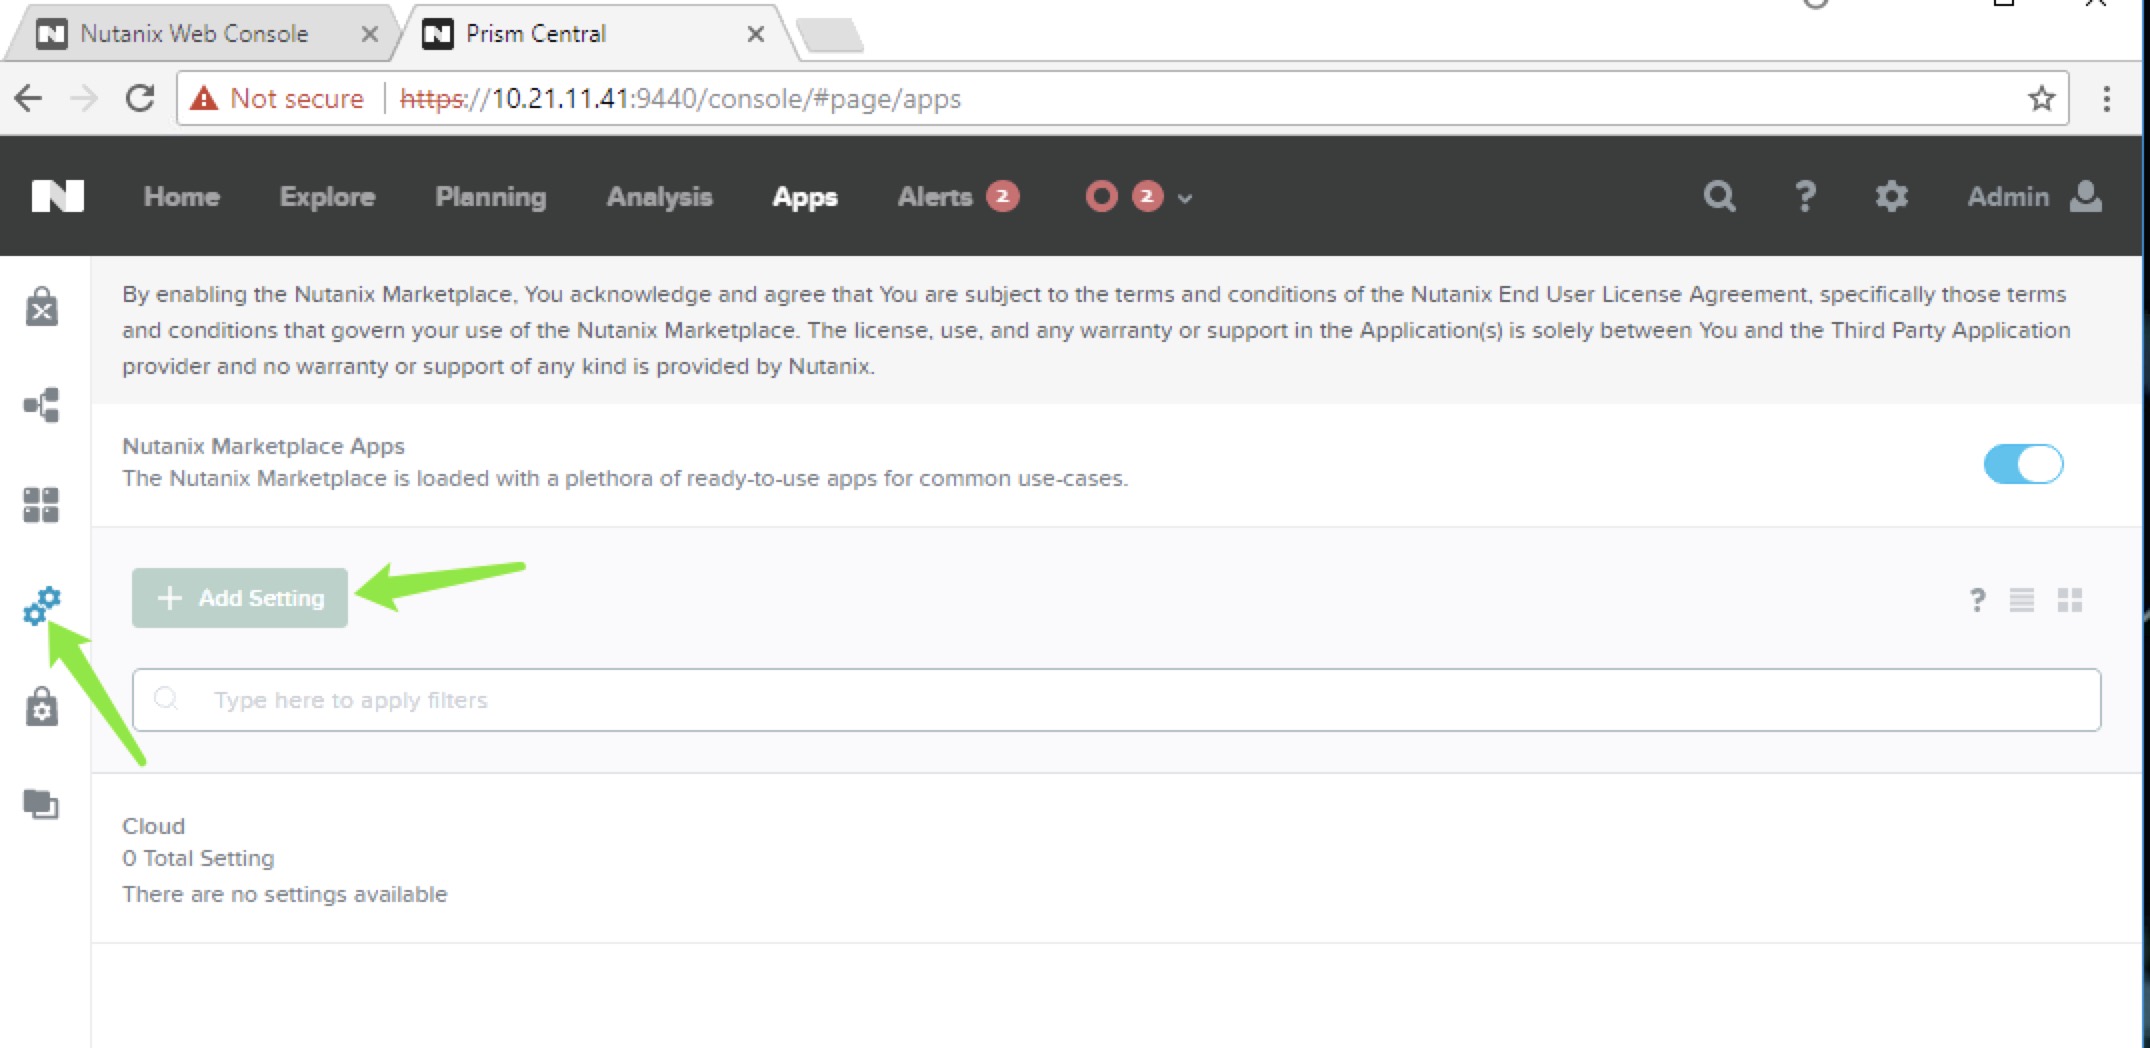 Nutanix Web Console
Prism Central
Not secure
https://10.21.11.41:9440/console/#page/apps
Home
Explore
Planning
Analysis
Apps
Alerts 2
2
?
Admin
By enabling the Nutanix Marketplace, You acknowledge and agree that You are subject to the terms and conditions of the Nutanix End User License Agreement, specifically those terms
and conditions that govern your use of the Nutanix Marketplace. The license, use, and any warranty or support in the Application(s) is solely between You and the Third Party Application
provider and no warranty or support of any kind is provided by Nutanix.
Nutanix Marketplace Apps
The Nutanix Marketplace is loaded with a plethora of ready-to-use apps for common use-cases.
+ Add Setting
?
Type here to apply filters
Cloud
0 Total Setting
There are no settings available